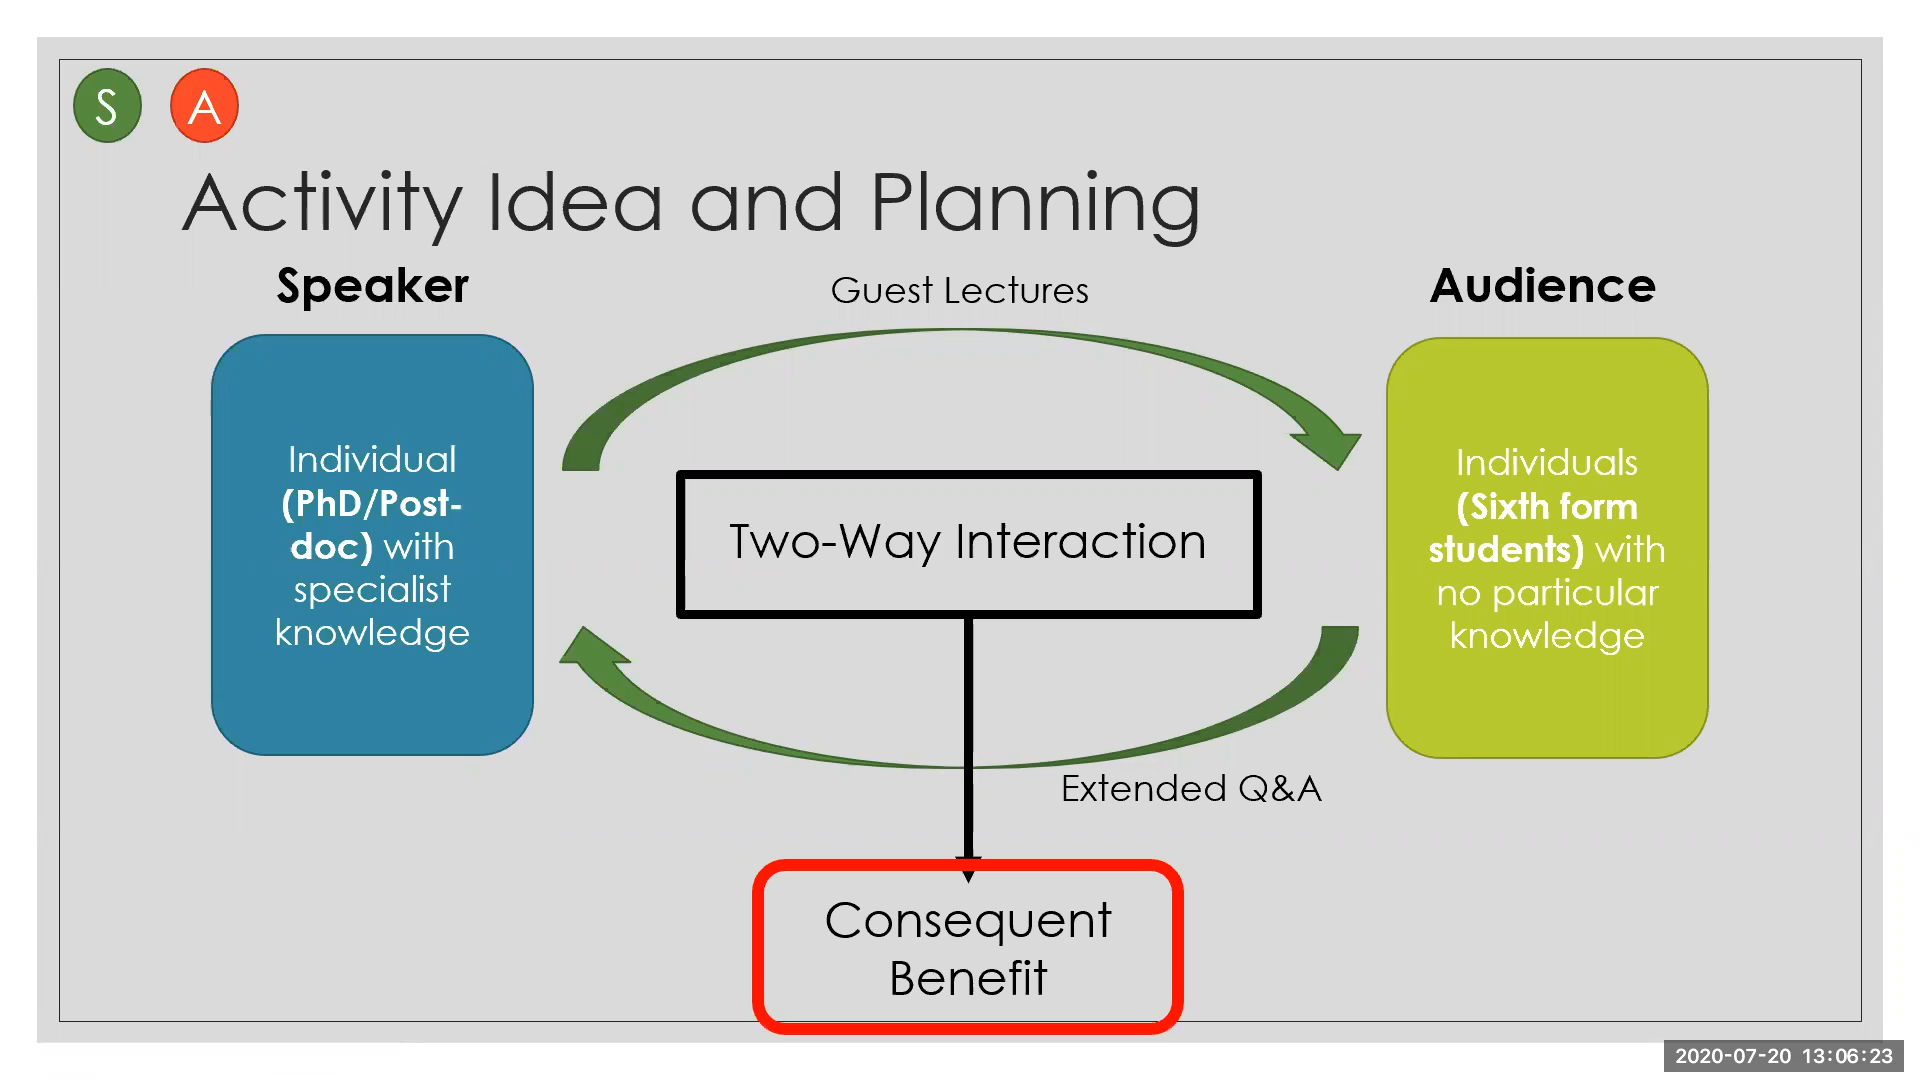 S A
Activity Idea and Planning
Speaker
Guest Lectures
Audience
Individual
(PhD/Post-
doc) with
specialist
knowledge
Two-Way Interaction
Individuals
(Sixth form
students) with
no particular
knowledge
Extended Q&A
Consequent
Benefit
2020-07-20 13:06:23